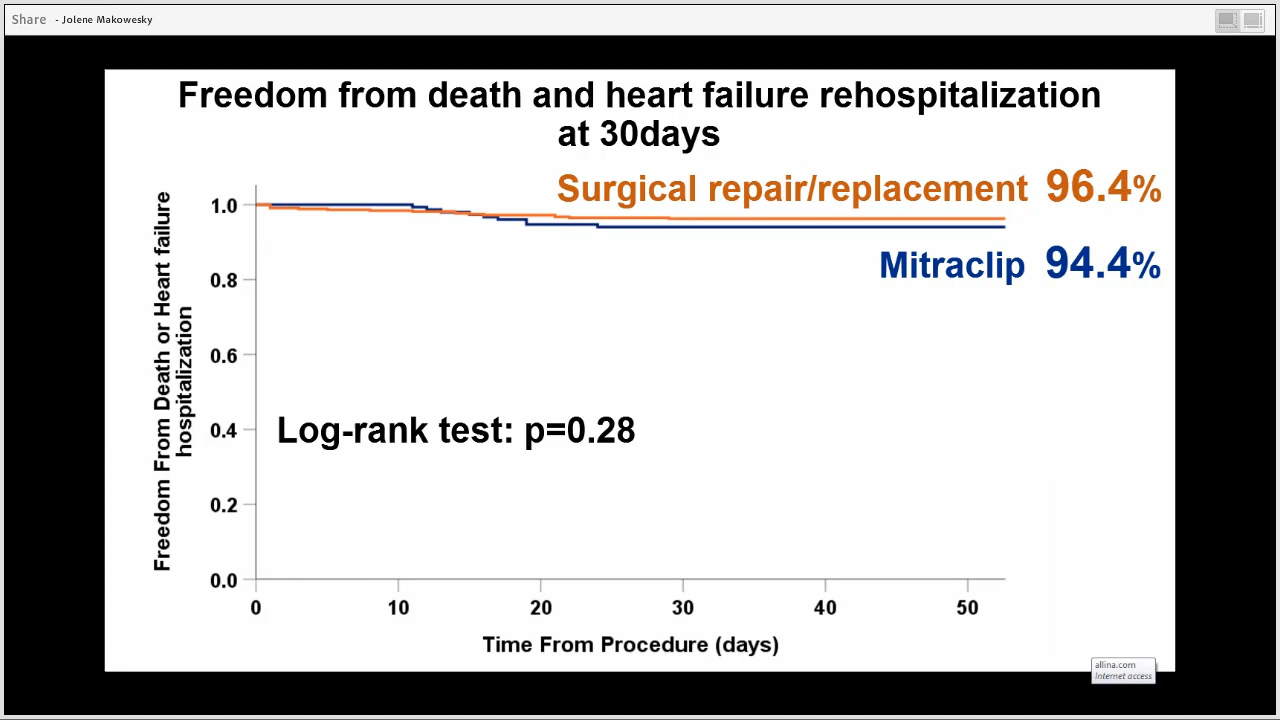 Share - Jolene Makowesky
Freedom from death and heart failure rehospitalization
at 30days
Surgical repair/replacement 96.4%
Mitraclip 94.4%
Freedom From Death or Heart failure
hospitalization
1.0
0.8
0.6
0.4
0.2
0.0
Log-rank test: p=0.28
0 10 20 30 40 50
Time From Procedure (days)
allina.com
Internet access